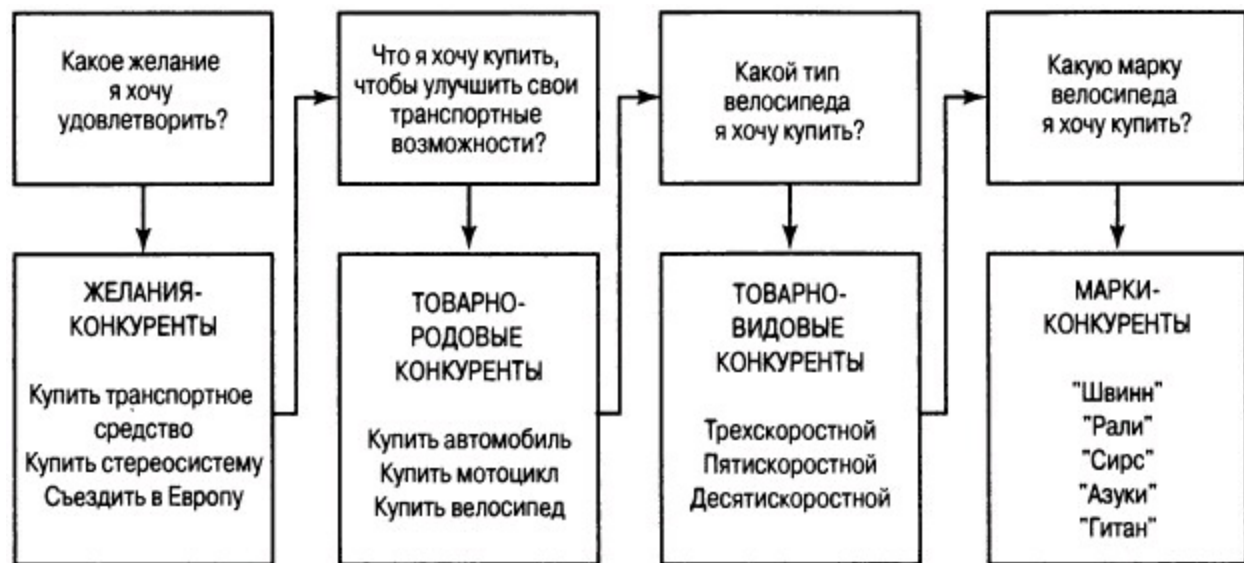 Какое желание
я хочу
удовлетворить?
Что я хочу купить,
чтобы улучшить свои
транспортные
возможности?
Какой тип
велосипеда
я хочу купить?
Какую марку
велосипеда
я хочу купить?
ЖЕЛАНИЯ-
КОНКУРЕНТЫ
Купить транспортное
средство
Купить стереосистему
Съездить в Европу
ТОВАРНО-
РОДОВЫЕ
КОНКУРЕНТЫ
Купить автомобиль
Купить мотоцикл
Купить велосипед
ТОВАРНО-
ВИДОВЫЕ
КОНКУРЕНТЫ
Трехскоростной
Пятискоростной
Десятискоростной
МАРКИ-
КОНКУРЕНТЫ
"Швинн"
"Рали"
"Сирс"
"Азуки"
"Гитан"